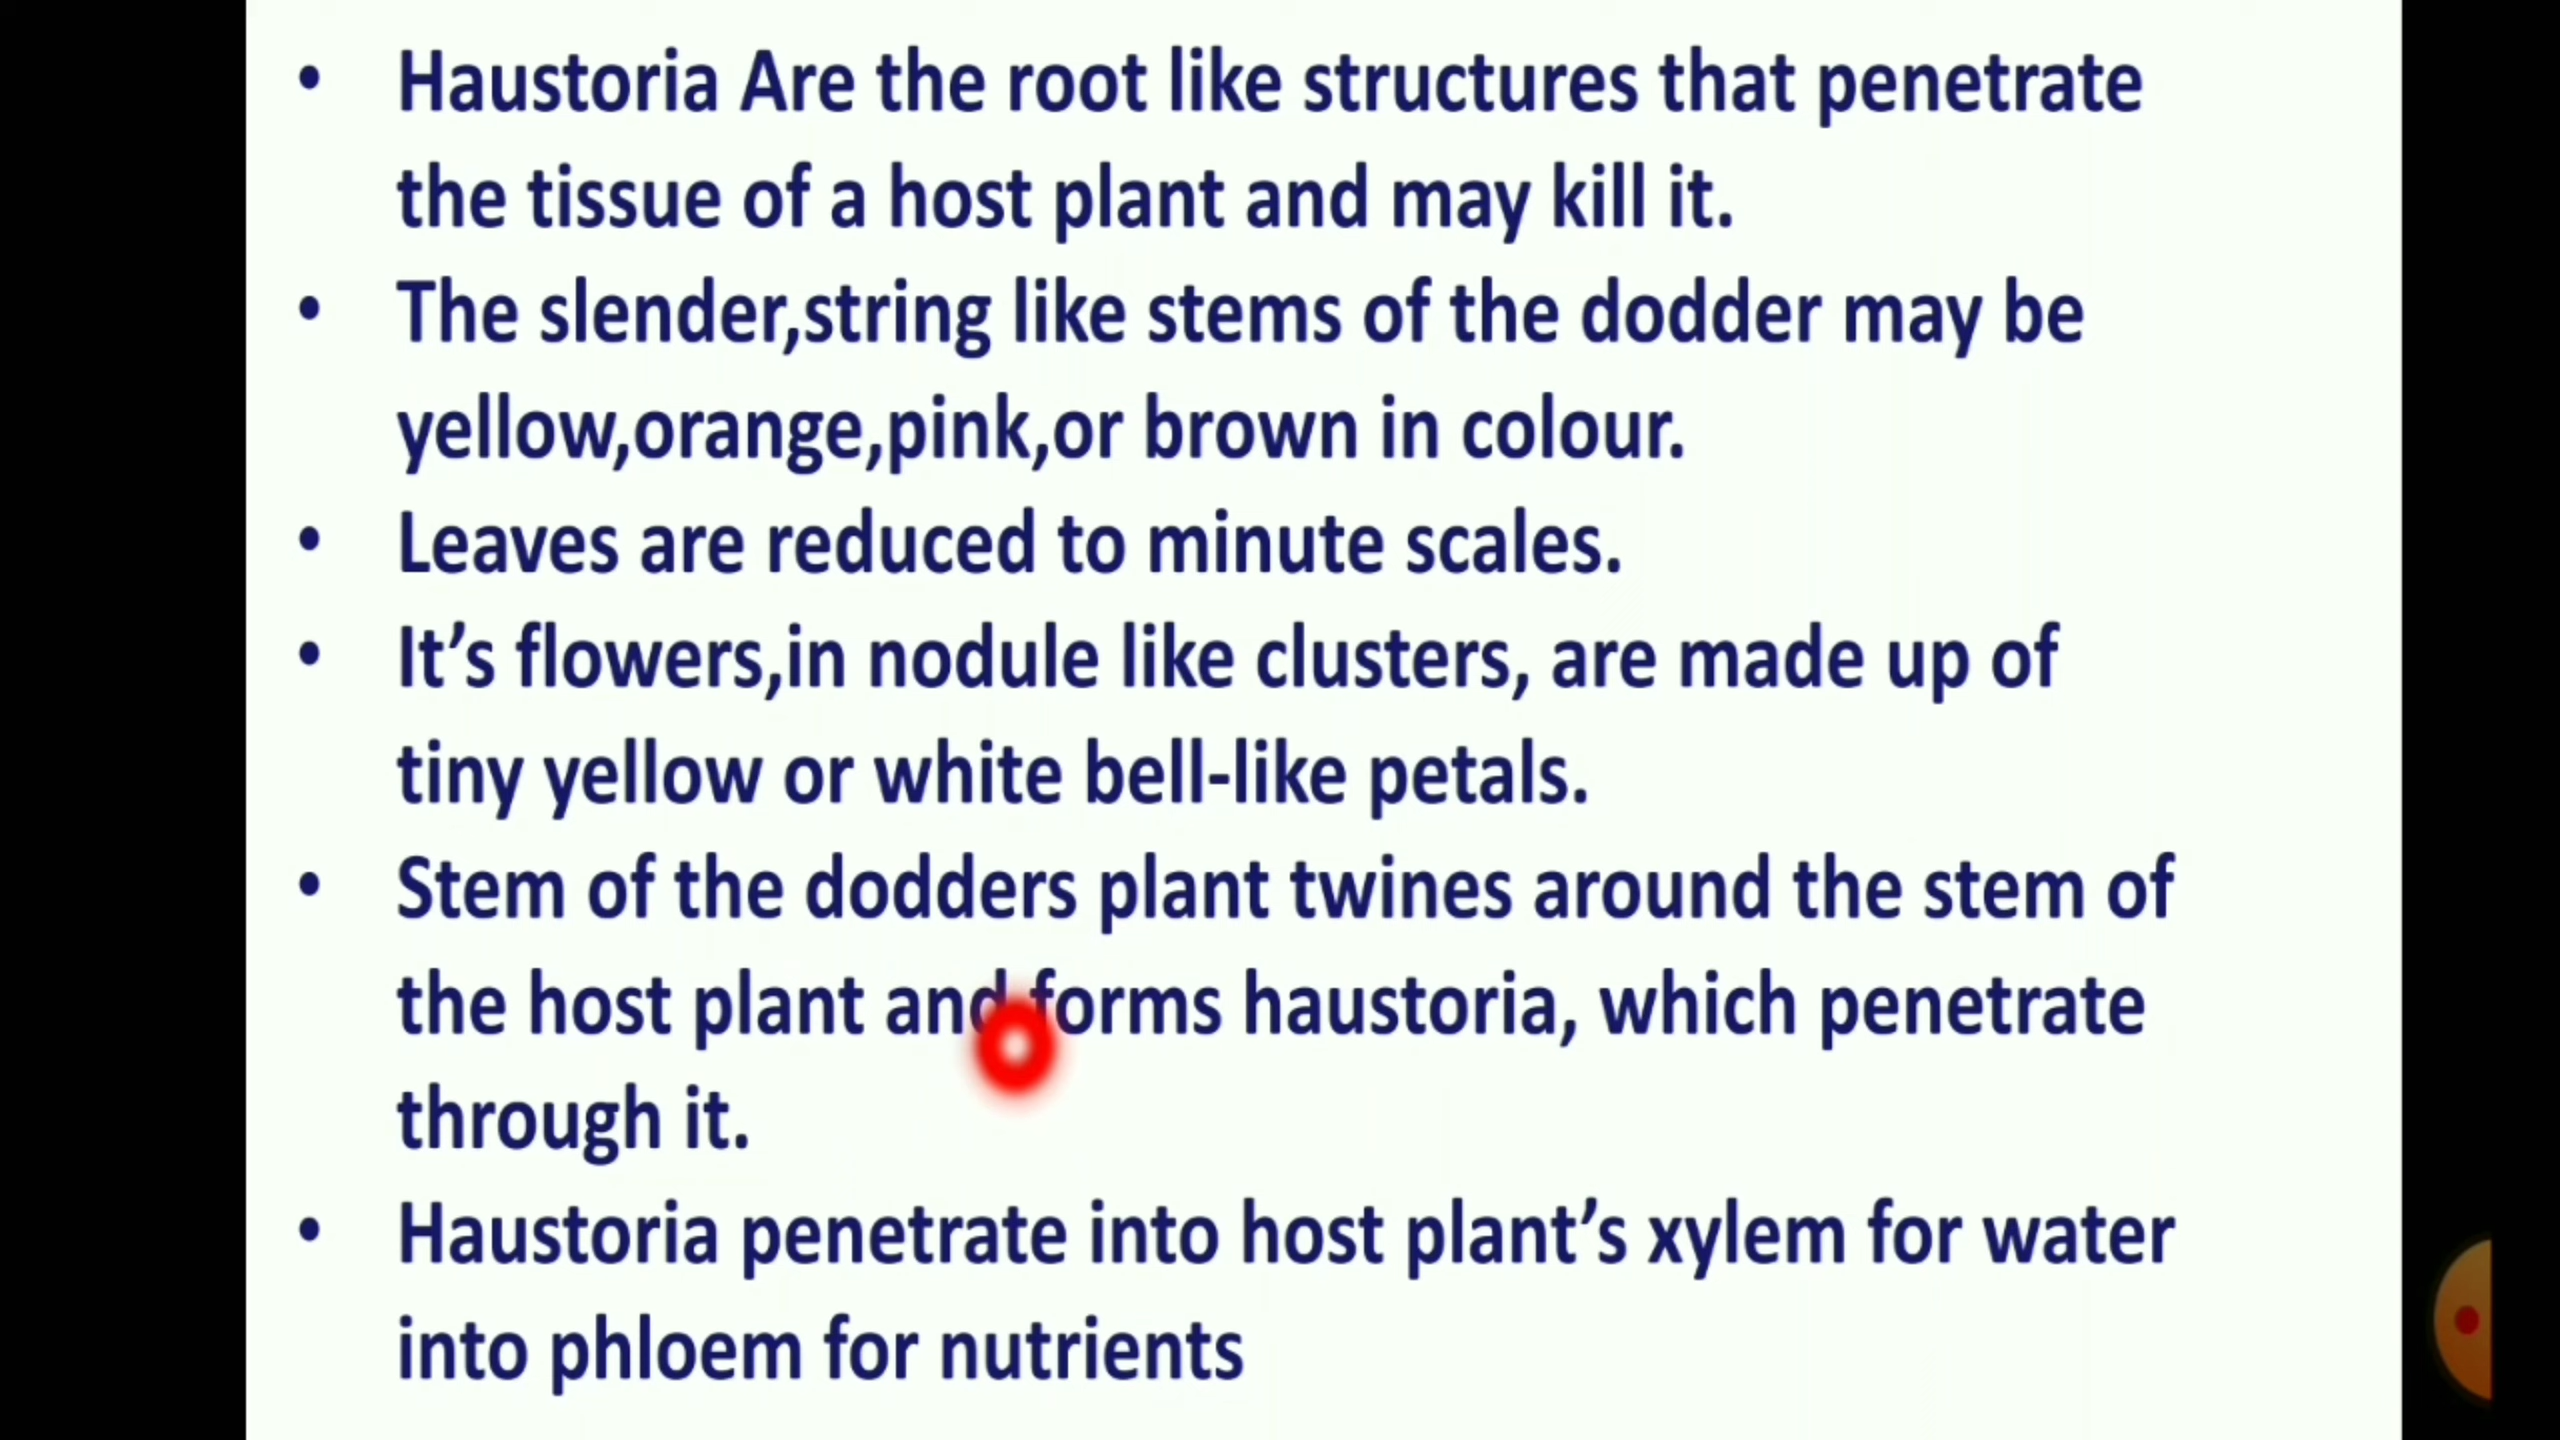 • Haustoria Are the root like structures that penetrate
the tissue of a host plant and may kill it.
• The slender,string like stems of the dodder may be
yellow,orange,pink,or brown in colour.
• Leaves are reduced to minute scales.
• It’s flowers,in nodule like clusters, are made up of
tiny yellow or white bell-like petals.
• Stem of the dodders plant twines around the stem of
the host plant and forms haustoria, which penetrate
through it.
• Haustoria penetrate into host plant’s xylem for water
into phloem for nutrients